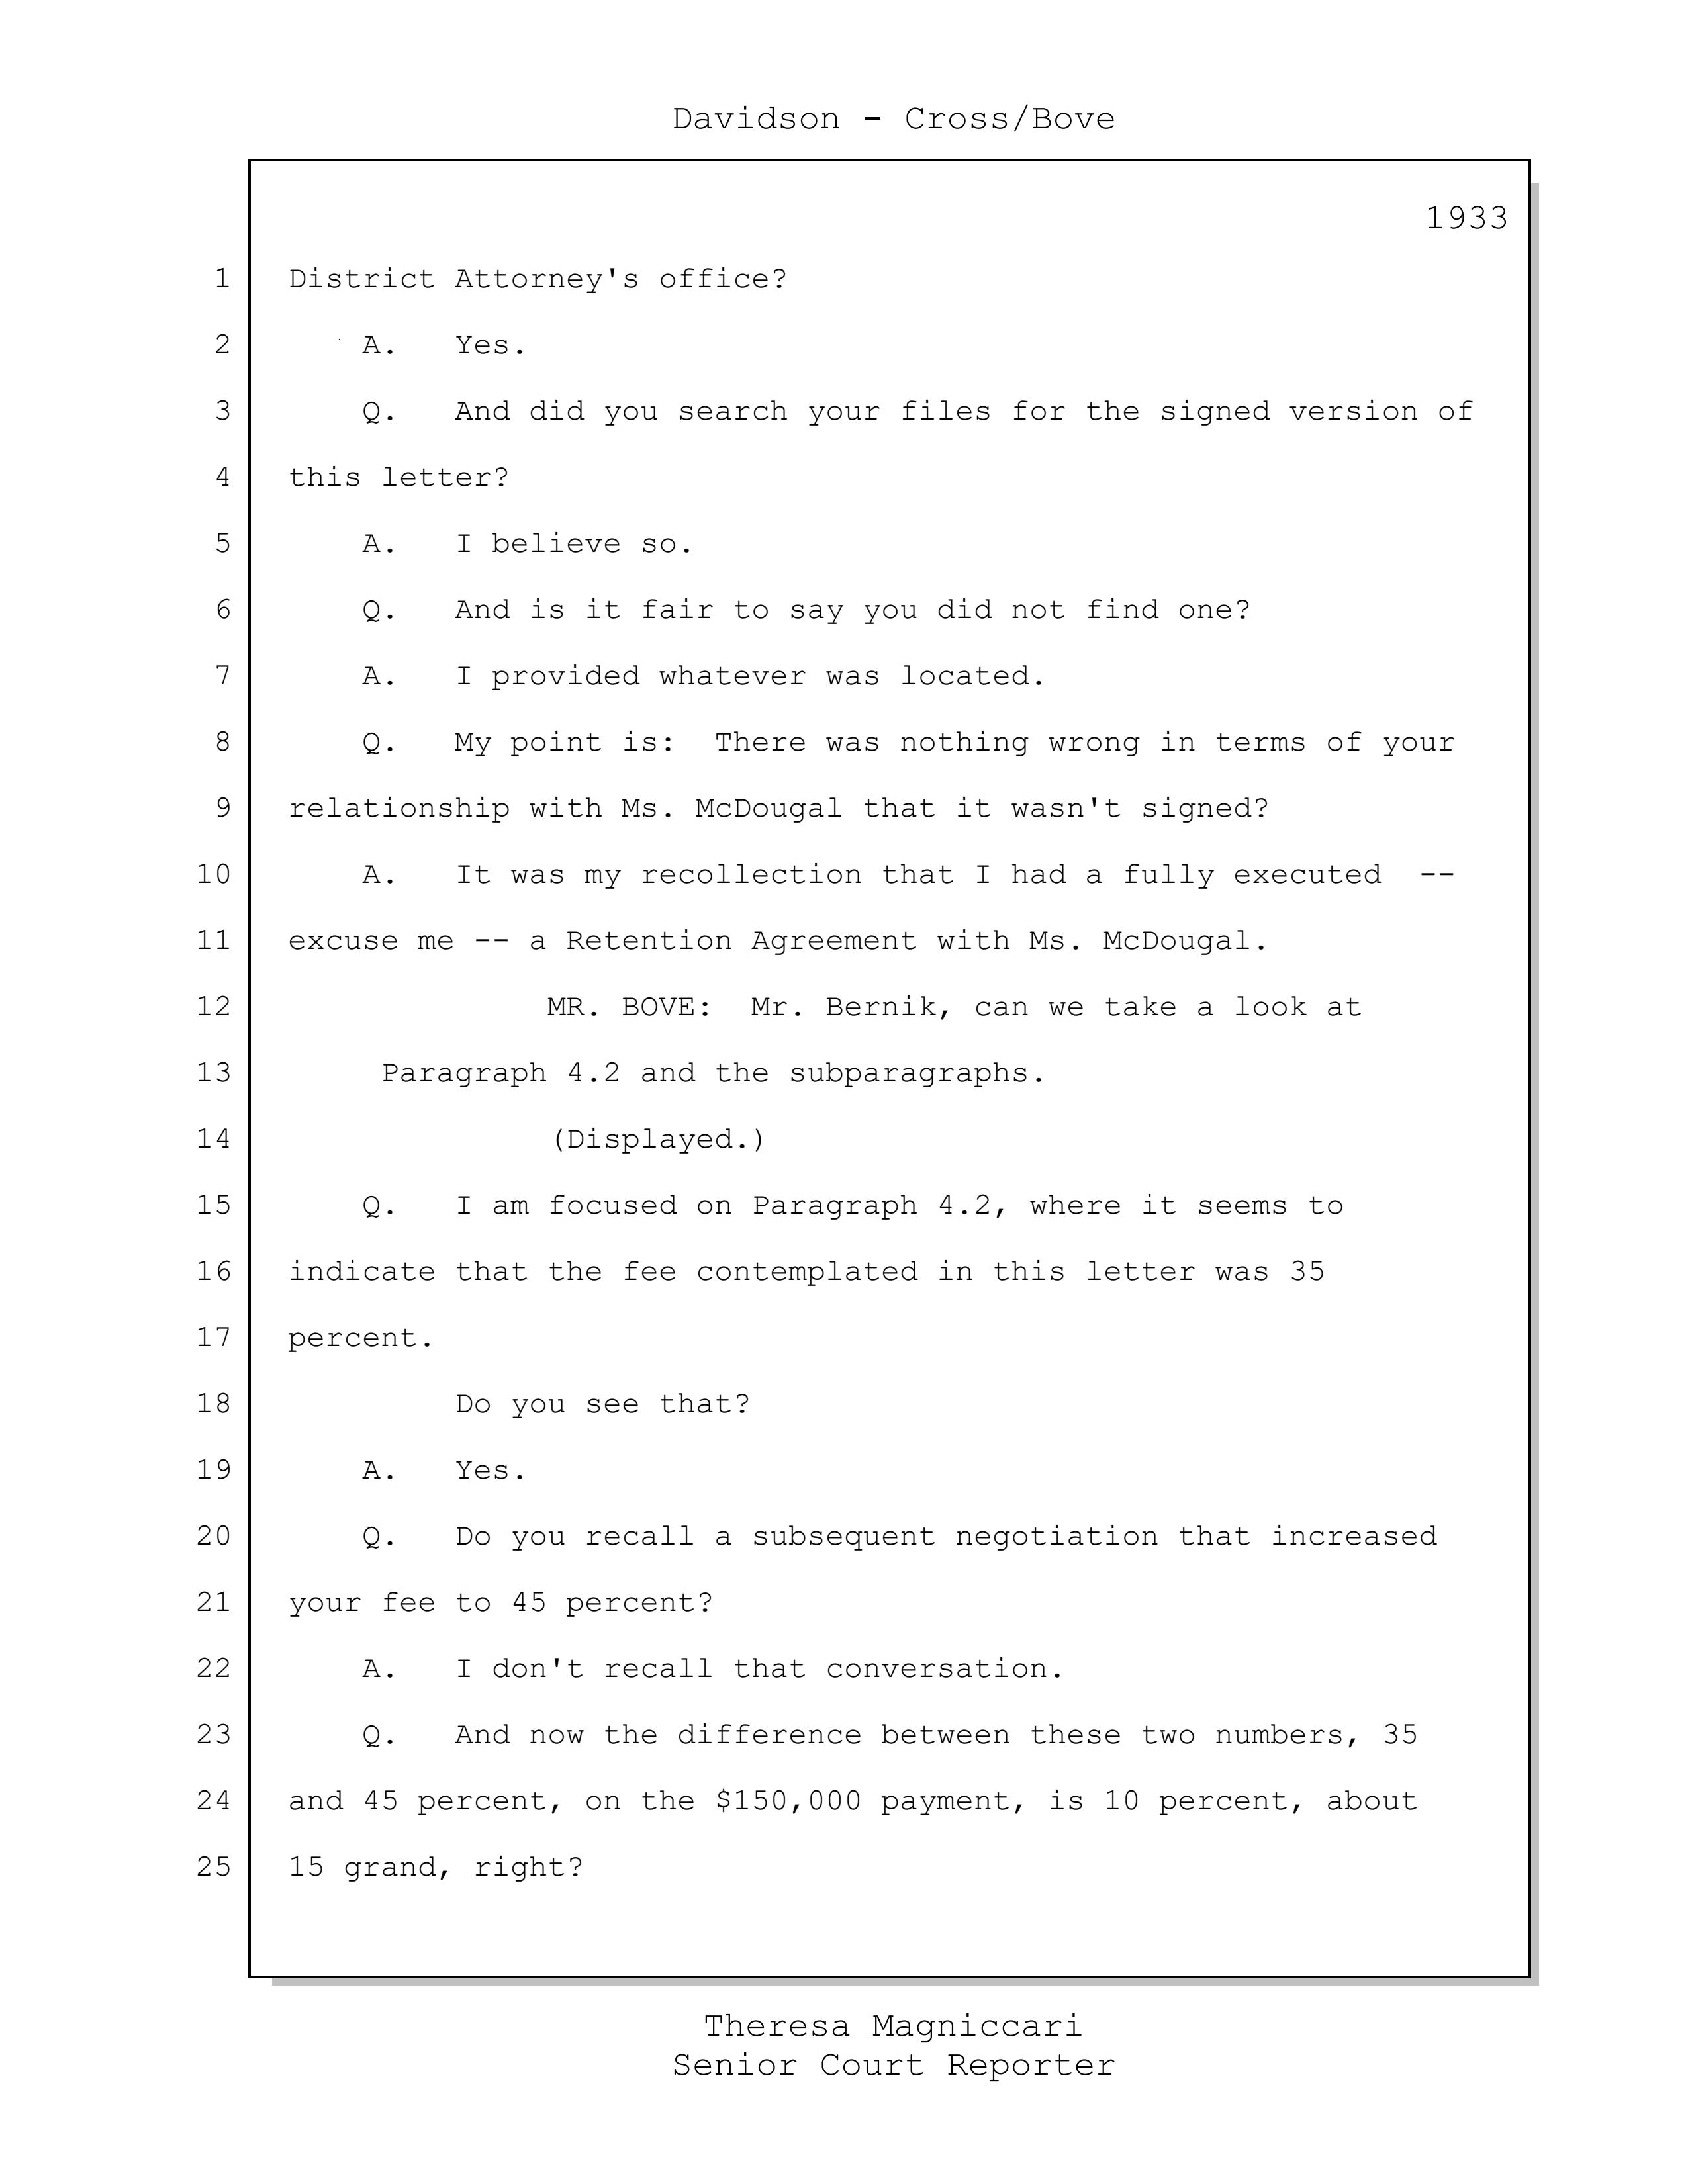 Davidson - Cross/Bove
1933
1 District Attorney's office?
2 A. Yes.
3 Q. And did you search your files for the signed version of
4 this letter?
5 A. I believe so.
6 Q. And is it fair to say you did not find one?
7 A. I provided whatever was located.
8 Q. My point is: There was nothing wrong in terms of your
9 relationship with Ms. McDougal that it wasn't signed?
10 A. It was my recollection that I had a fully executed --
11 excuse me -- a Retention Agreement with Ms. McDougal.
12 MR. BOVE: Mr. Bernik, can we take a look at
13 Paragraph 4.2 and the subparagraphs.
14 (Displayed.)
15 Q. I am focused on Paragraph 4.2, where it seems to
16 indicate that the fee contemplated in this letter was 35
17 percent.
18 Do you see that?
19 A. Yes.
20 Q. Do you recall a subsequent negotiation that increased
21 your fee to 45 percent?
22 A. I don't recall that conversation.
23 Q. And now the difference between these two numbers, 35
24 and 45 percent, on the $150,000 payment, is 10 percent, about
25 15 grand, right?
Theresa Magniccari
Senior Court Reporter